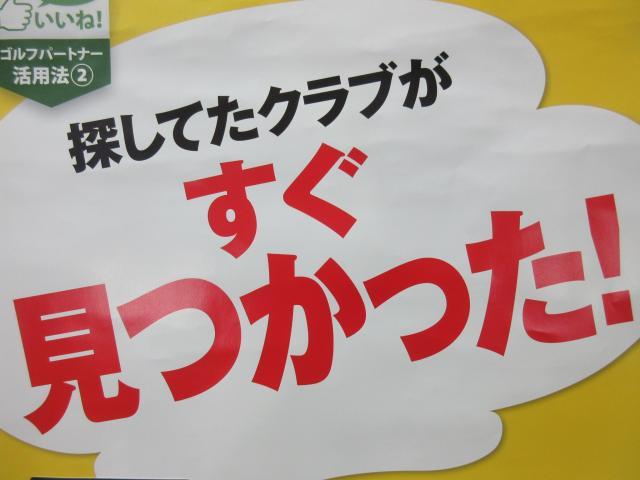 いいね!
ゴルフパートナー
活用法②
探してたクラブが
すぐ
見つかった!